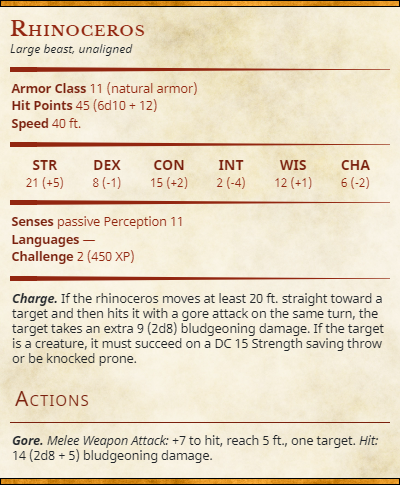 Rhinoceros
Large beast, unaligned
Armor Class 11 (natural armor)
Hit Points 45 (6d10 + 12)
Speed 40 ft.
STR DEX CON INT WIS CHA
21 (+5) 8 (-1) 15 (+2) 2 (-4) 12 (+1) 6 (-2)
Senses passive Perception 11
Languages —
Challenge 2 (450 XP)
Charge. If the rhinoceros moves at least 20 ft. straight toward a
target and then hits it with a gore attack on the same turn, the
target takes an extra 9 (2d8) bludgeoning damage. If the target
is a creature, it must succeed on a DC 15 Strength saving throw
or be knocked prone.
Actions
Gore. Melee Weapon Attack: +7 to hit, reach 5 ft., one target. Hit:
14 (2d8 + 5) bludgeoning damage.